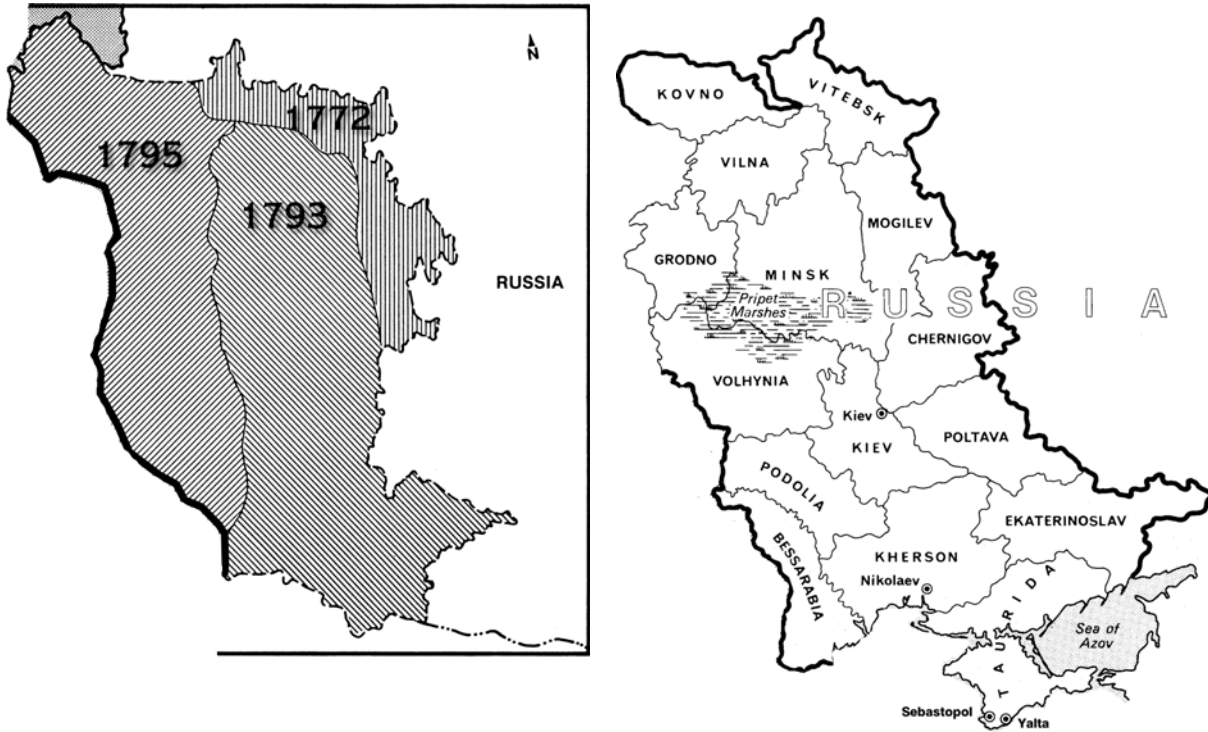 N
1772
1795
1793
RUSSIA
KOVNO
VITEBSK
VILNA
MOGILEV
GRODNO
MINSK
Pripet
Marshes
RUSSIA
CHERNIGOV
VOLHYNIA
Kiev
KIEV
POLTAVA
PODOLIA
EKATERINOSLAV
BESSARABIA
KHERSON
Nikolaev
TAURIDA
Sea of
Azov
Sebastopol
Yalta